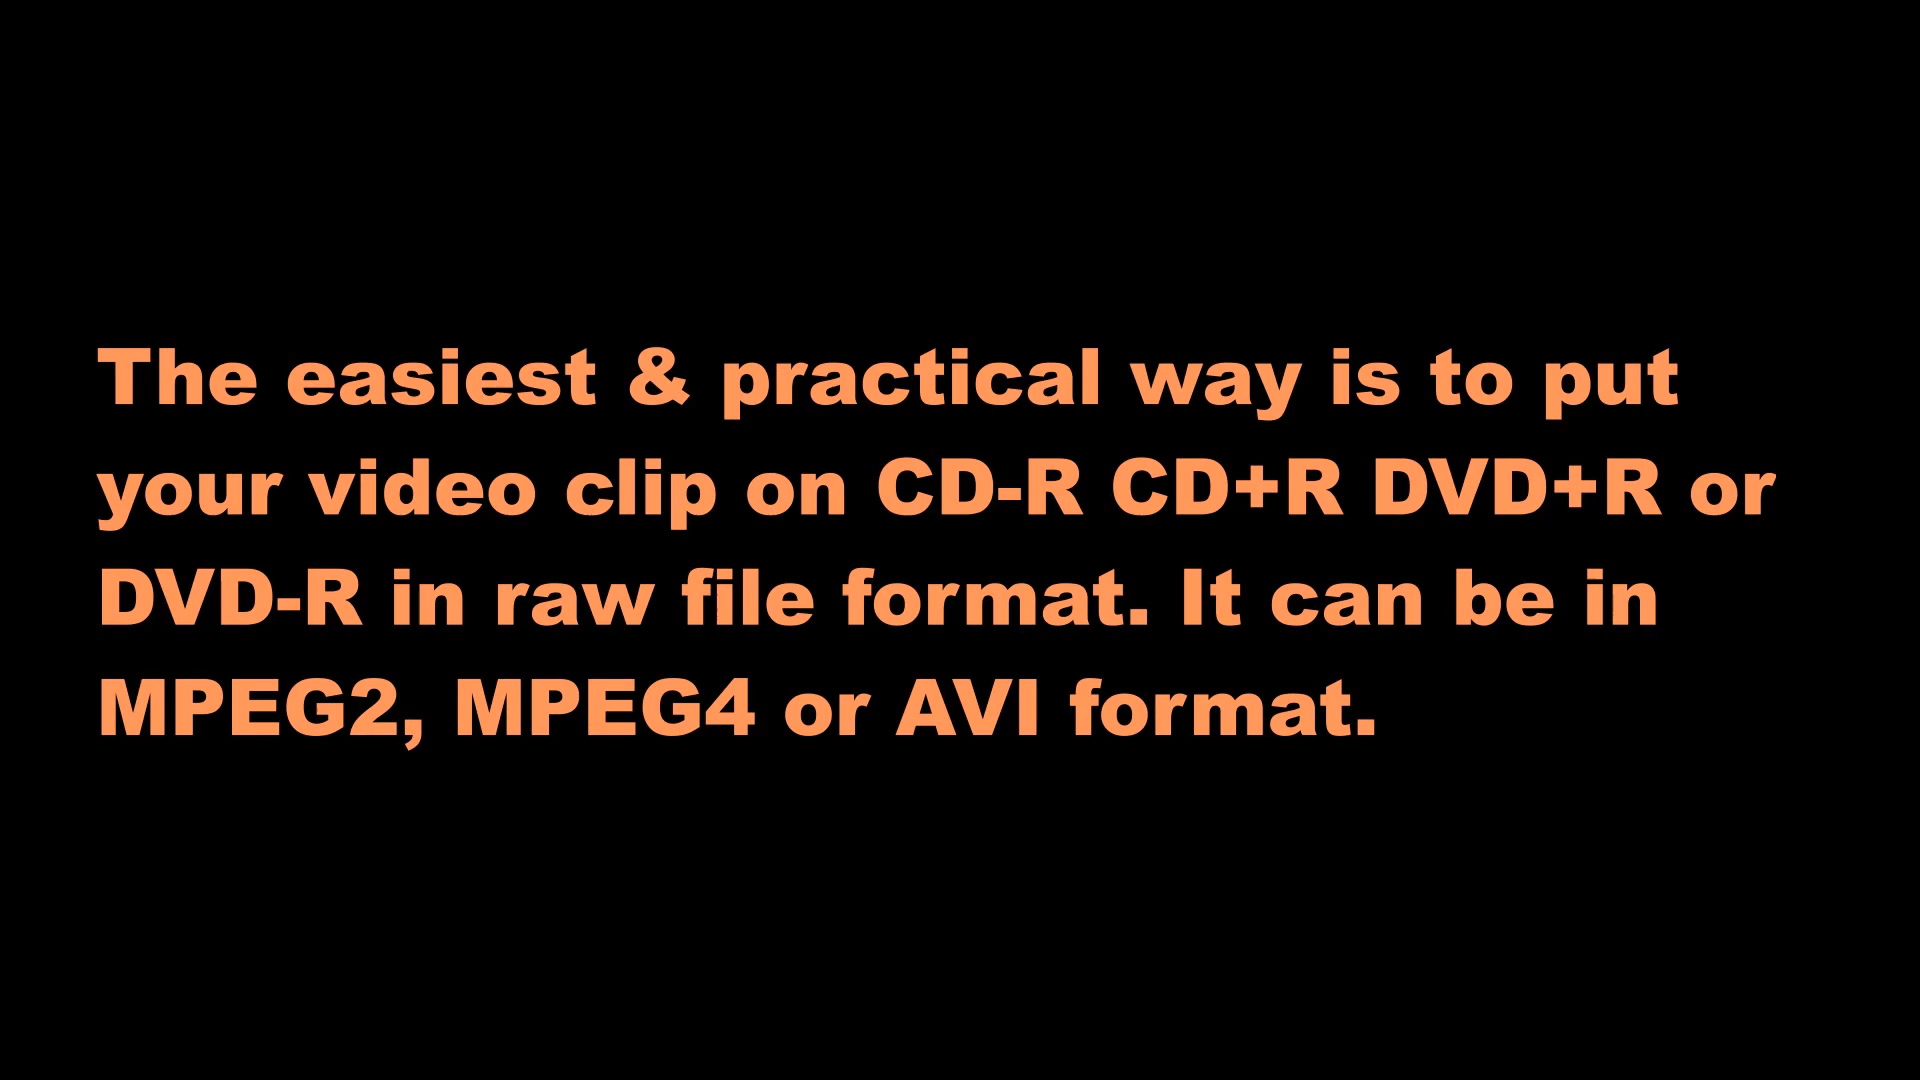 The easiest & practical way is to put
your video clip on CD-R CD+R DVD+R or
DVD-R in raw file format. It can be in
MPEG2, MPEG4 or AVI format.